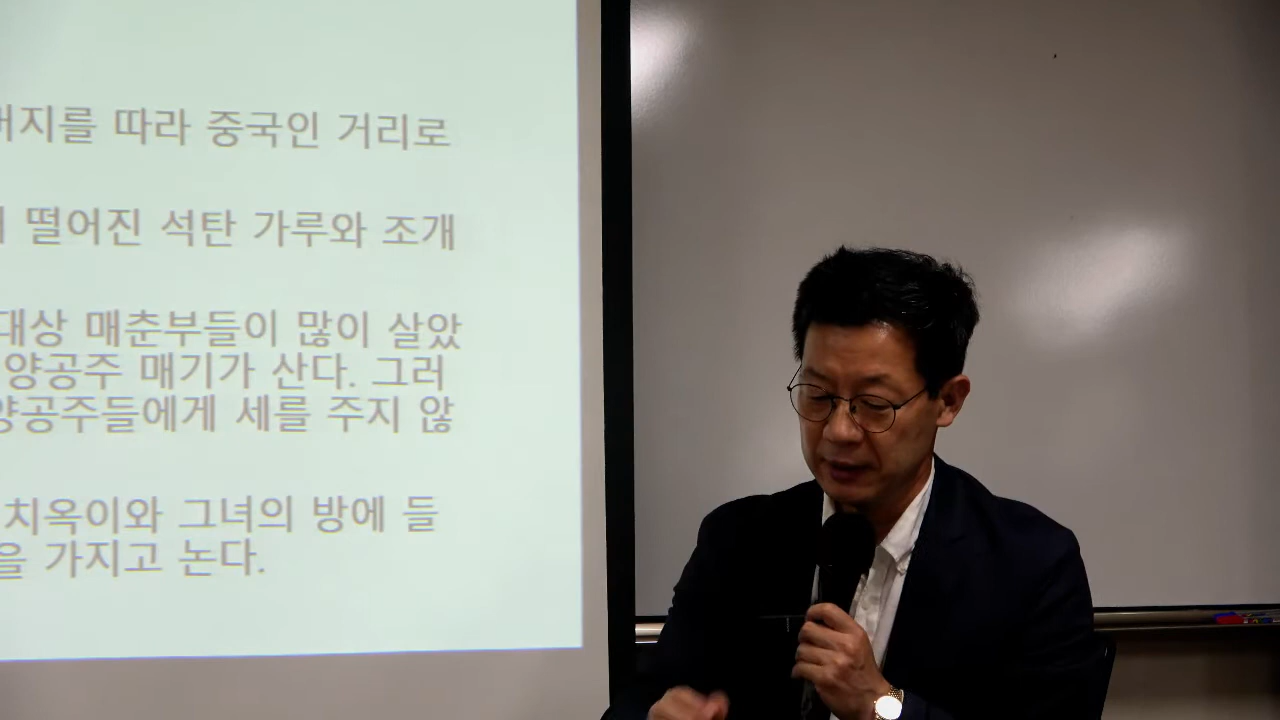 따라 중국인 거리로
떨어진 석탄 가루와 조개
대상 매춘부들이 많이 살았
양공주 매기가 산다. 그러
양공주들에게 세를 주지 않
치옥이와 그녀의 방에 들
을 가지고 논다.